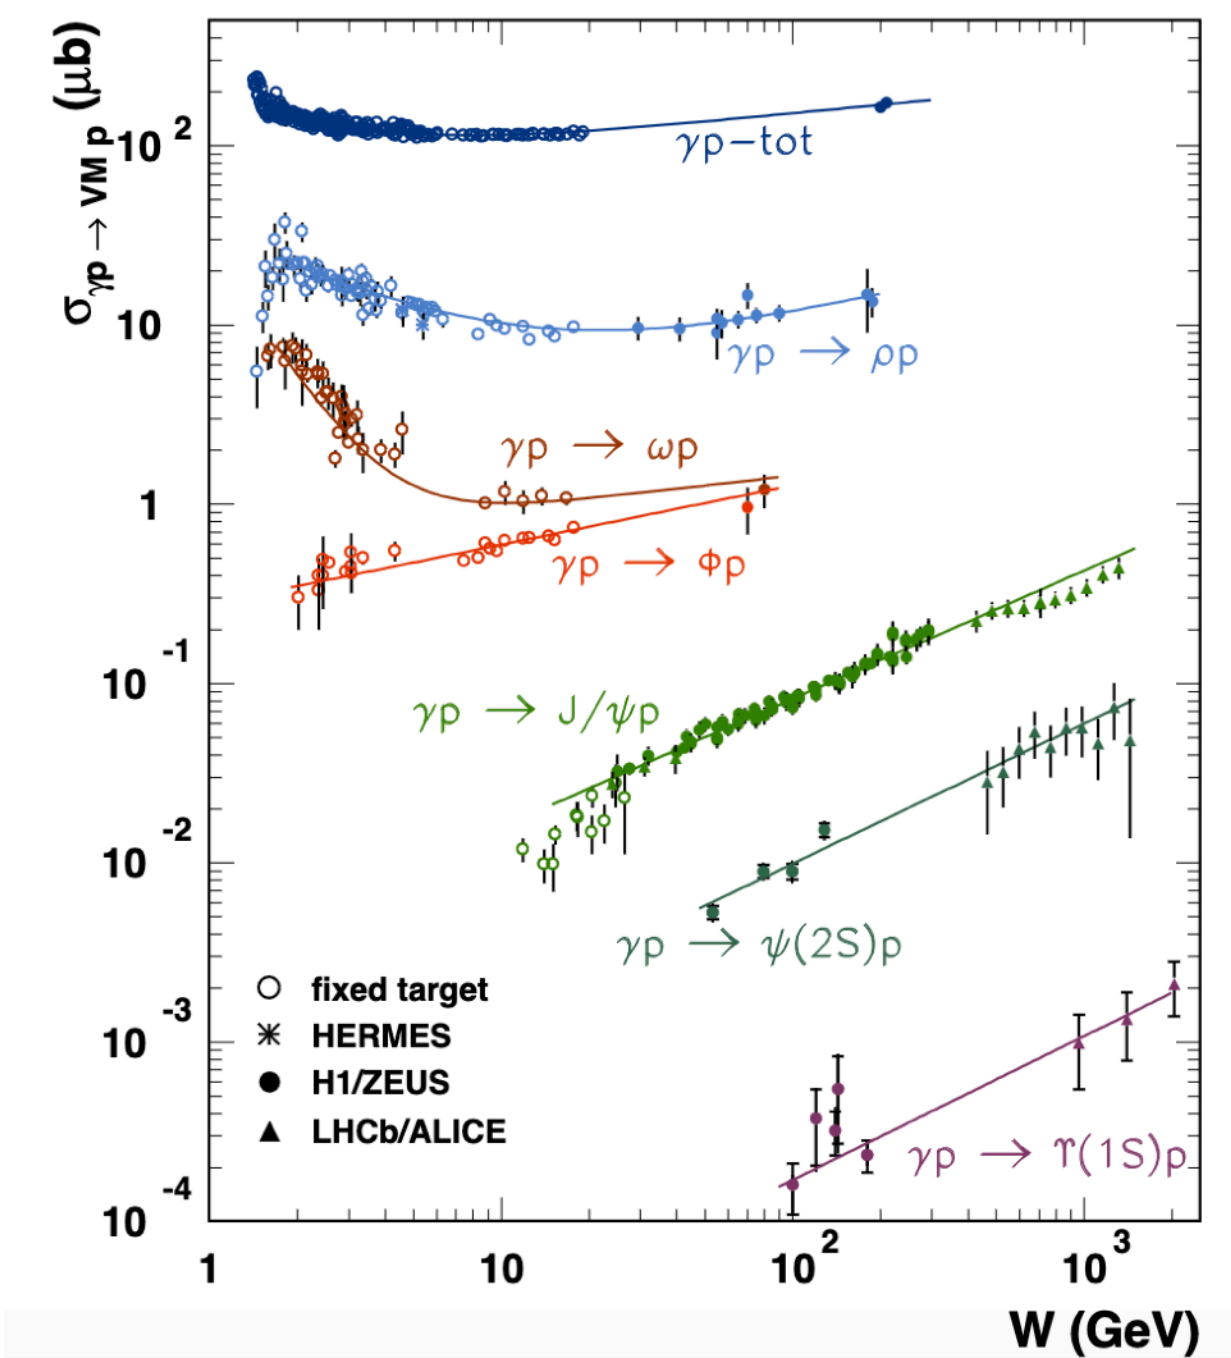 σγp → VM p (μb)
10 2
γp−tot
10
γp → ρp
γp → ωp
1
γp → Φp
10 -1
γp → J/ψp
10 -2
γp → ψ(2S)p
fixed target
10 -3
HERMES
H1/ZEUS
LHCb/ALICE
γp → Υ(1S)p
10 -4
1 10 10 2 10 3
W (GeV)